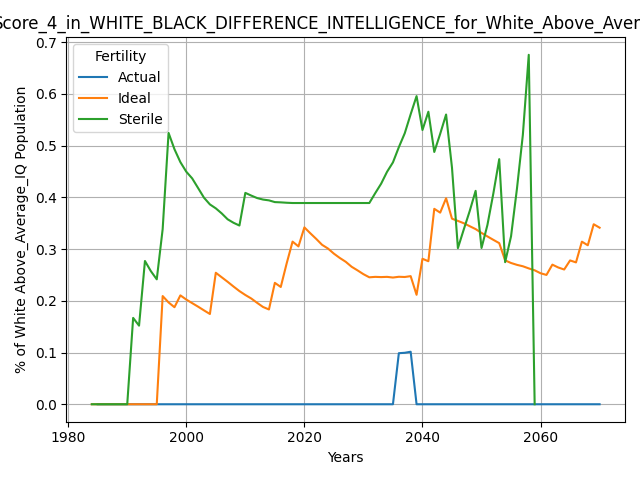 Score_4_in_WHITE_BLACK_DIFFERENCE_INTELLIGENCE_for_White_Above_Aver
Fertility
Actual
Ideal
Sterile
% of White Above_Average_IQ Population
0.7
0.6
0.5
0.4
0.3
0.2
0.1
0.0
1980
2000
2020
2040
2060
Years